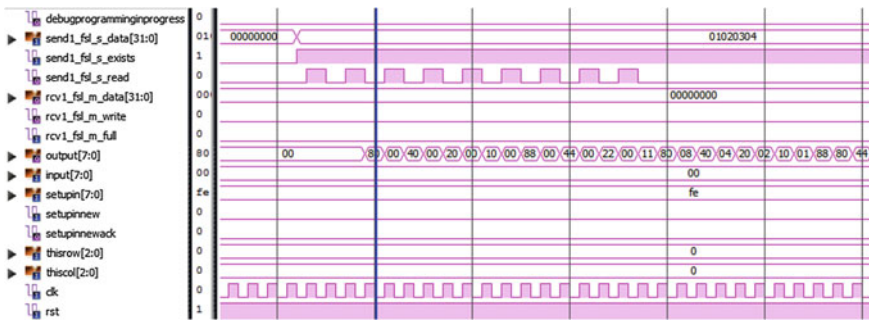 debugprogramminginprogress 0
send1_fsl_s_data[31:0] 00000000 01020304
send1_fsl_s_exists 1
send1_fsl_s_read 0
rcv1_fsl_m_data[31:0] 00000000
rcv1_fsl_m_write 0
rcv1_fsl_m_full 0
output[7:0] 80 00 80 00 40 00 20 00 10 00 88 00 44 00 22 00 11 80 08 40 04 20 02 10 01 88 80 44
input[7:0] 00 00
setupin[7:0] fe fe
setupinnew 0
setupinnewack 0
thisrow[2:0] 0 0
thiscol[2:0] 0 0
clk 0
rst 1